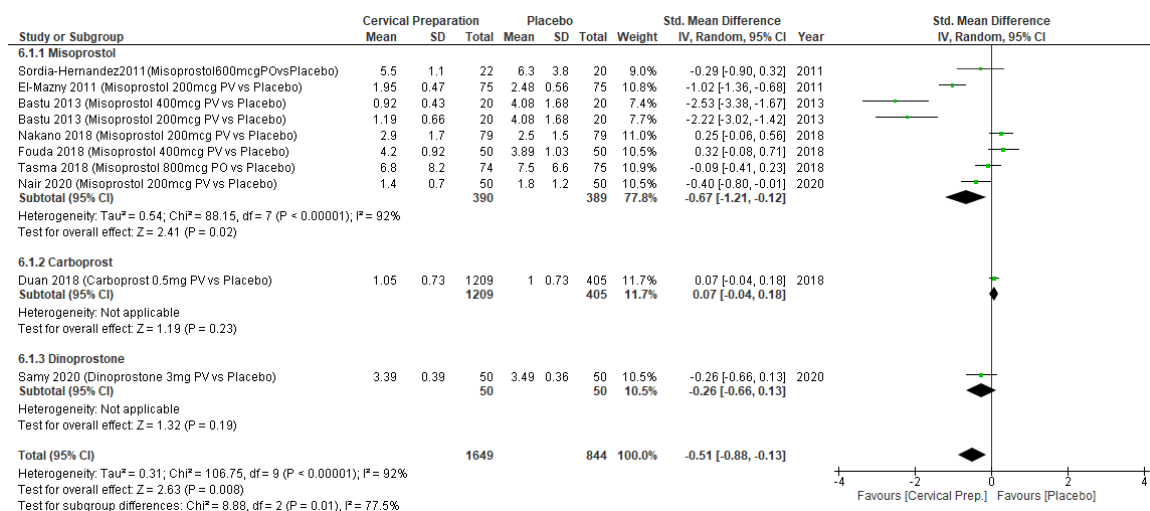 Cervical Preparation Placebo Std. Mean Difference Std. Mean Difference
Study or Subgroup Mean SD Total Mean SD Total Weight IV, Random, 95% CI Year IV, Random, 95% CI
6.1.1 Misoprostol
Sordia-Hernandez2011(Misoprostol600mcgPOvsPlacebo) 5.5 1.1 22 6.3 3.8 20 9.0% -0.29 [-0.90, 0.32] 2011
El-Mazny 2011 (Misoprostol 200mcg PV vs Placebo) 1.95 0.47 75 2.48 0.56 75 10.8% -1.02 [-1.36, -0.68] 2011
Bastu 2013 (Misoprostol 400mcg PV vs Placebo) 0.92 0.43 20 4.08 1.68 20 7.4% -2.53 [-3.38, -1.67] 2013
Bastu 2013 (Misoprostol 200mcg PV vs Placebo) 1.19 0.66 20 4.08 1.68 20 7.7% -2.22 [-3.02, -1.42] 2013
Nakano 2018 (Misoprostol 200mcg PV vs Placebo) 2.9 1.7 79 2.5 1.5 79 11.0% 0.25 [-0.06, 0.56] 2018
Fouda 2018 (Misoprostol 400mcg PV vs Placebo) 4.2 0.92 50 3.89 1.03 50 10.5% 0.32 [-0.08, 0.71] 2018
Tasma 2018 (Misoprostol 800mcg PO vs Placebo) 6.8 8.2 74 7.5 6.6 75 10.9% -0.09 [-0.41, 0.23] 2018
Nair 2020 (Misoprostol 200mcg PV vs Placebo) 1.4 0.7 50 1.8 1.2 50 10.5% -0.40 [-0.80, -0.01] 2020
Subtotal (95% CI) 390 389 77.8% -0.67 [-1.21, -0.12]
Heterogeneity: Tau² = 0.54; Chi² = 88.15, df = 7 (P < 0.00001); I² = 92%
Test for overall effect: Z = 2.41 (P = 0.02)
6.1.2 Carboprost
Duan 2018 (Carboprost 0.5mg PV vs Placebo) 1.05 0.73 1209 1 0.73 405 11.7% 0.07 [-0.04, 0.18] 2018
Subtotal (95% CI) 1209 405 11.7% 0.07 [-0.04, 0.18]
Heterogeneity: Not applicable
Test for overall effect: Z = 1.19 (P = 0.23)
6.1.3 Dinoprostone
Samy 2020 (Dinoprostone 3mg PV vs Placebo) 3.39 0.39 50 3.49 0.36 50 10.5% -0.26 [-0.66, 0.13] 2020
Subtotal (95% CI) 50 50 10.5% -0.26 [-0.66, 0.13]
Heterogeneity: Not applicable
Test for overall effect: Z = 1.32 (P = 0.19)
Total (95% CI) 1649 844 100.0% -0.51 [-0.88, -0.13]
Heterogeneity: Tau² = 0.31; Chi² = 106.75, df = 9 (P < 0.00001); I² = 92%
Test for overall effect: Z = 2.63 (P = 0.008)
Test for subgroup differences: Chi² = 8.88, df = 2 (P = 0.01), I² = 77.5%
-4 -2 0 2 4
Favours [Cervical Prep.] Favours [Placebo]